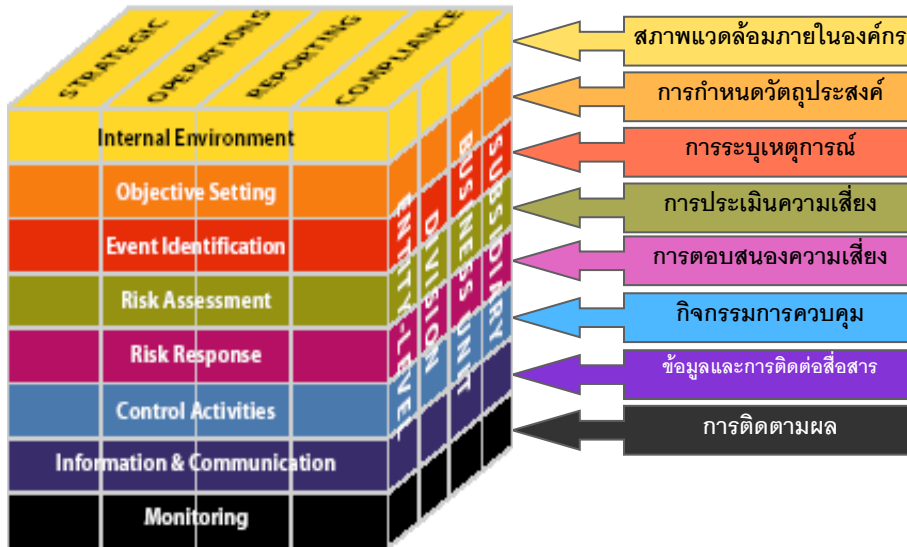 STRATEGIC
OPERATIONS
REPORTING
COMPLIANCE
Internal Environment
Objective Setting
Event Identification
Risk Assessment
Risk Response
Control Activities
Information & Communication
Monitoring
ENTITY-LEVEL
DIVISION
BUSINESS UNIT
SUBSIDIARY
สภาพแวดล้อมภายในองค์กร
การกำหนดวัตถุประสงค์
การระบุเหตุการณ์
การประเมินความเสี่ยง
การตอบสนองความเสี่ยง
กิจกรรมการควบคุม
ข้อมูลและการติดต่อสื่อสาร
การติดตามผล